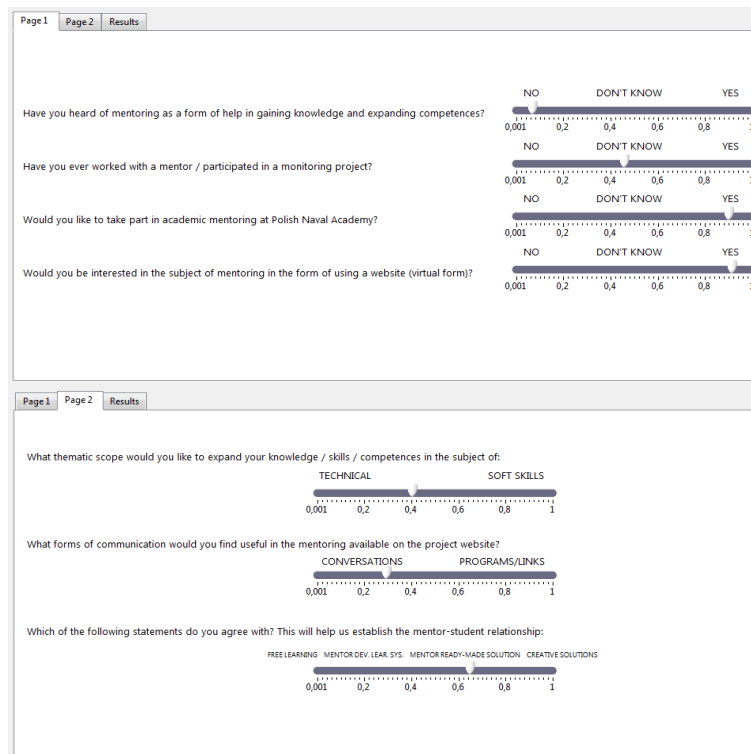 Page 1 Page 2 Results
NO DON'T KNOW YES
Have you heard of mentoring as a form of help in gaining knowledge and expanding competences?
0,001 0,2 0,4 0,6 0,8 1
NO DON'T KNOW YES
Have you ever worked with a mentor / participated in a monitoring project?
0,001 0,2 0,4 0,6 0,8 1
NO DON'T KNOW YES
Would you like to take part in academic mentoring at Polish Naval Academy?
0,001 0,2 0,4 0,6 0,8 1
NO DON'T KNOW YES
Would you be interested in the subject of mentoring in the form of using a website (virtual form)?
0,001 0,2 0,4 0,6 0,8 1
Page 1 Page 2 Results
What thematic scope would you like to expand your knowledge / skills / competences in the subject of:
TECHNICAL SOFT SKILLS
0,001 0,2 0,4 0,6 0,8 1
What forms of communication would you find useful in the mentoring available on the project website?
CONVERSATIONS PROGRAMS/LINKS
0,001 0,2 0,4 0,6 0,8 1
Which of the following statements do you agree with? This will help us establish the mentor-student relationship:
FREE LEARNING MENTOR DEV. LEAR. SYS. MENTOR READY-MADE SOLUTION CREATIVE SOLUTIONS
0,001 0,2 0,4 0,6 0,8 1